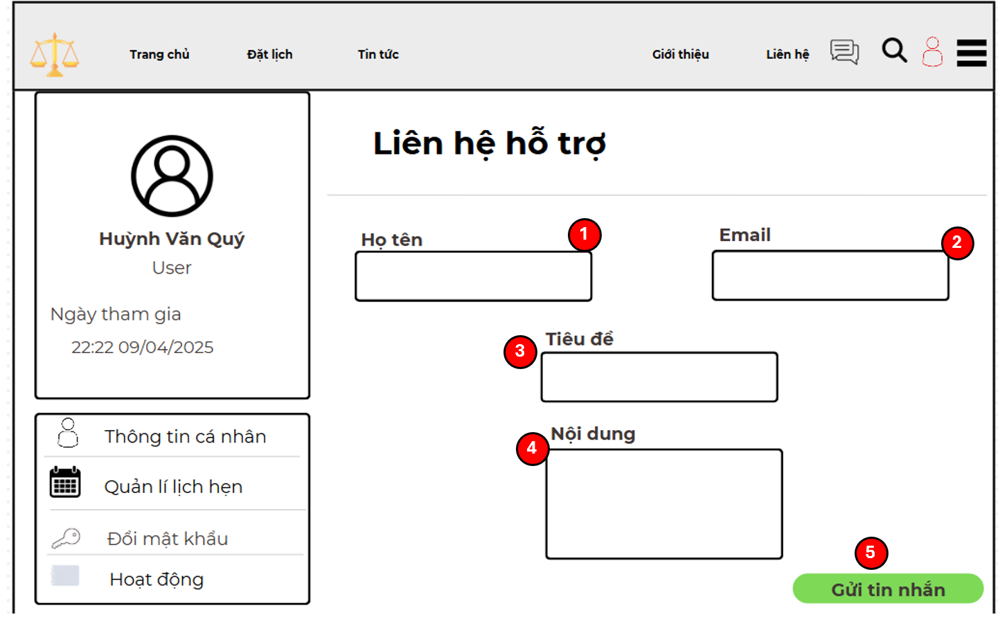 Trang chủ Đặt lịch Tin tức Giới thiệu Liên hệ
Huỳnh Văn Quý
User
Ngày tham gia
22:22 09/04/2025
Thông tin cá nhân
Quản lí lịch hẹn
Đổi mật khẩu
Hoạt động
Liên hệ hỗ trợ
Họ tên
1
Email
2
Tiêu đề
3
Nội dung
4
5
Gửi tin nhắn